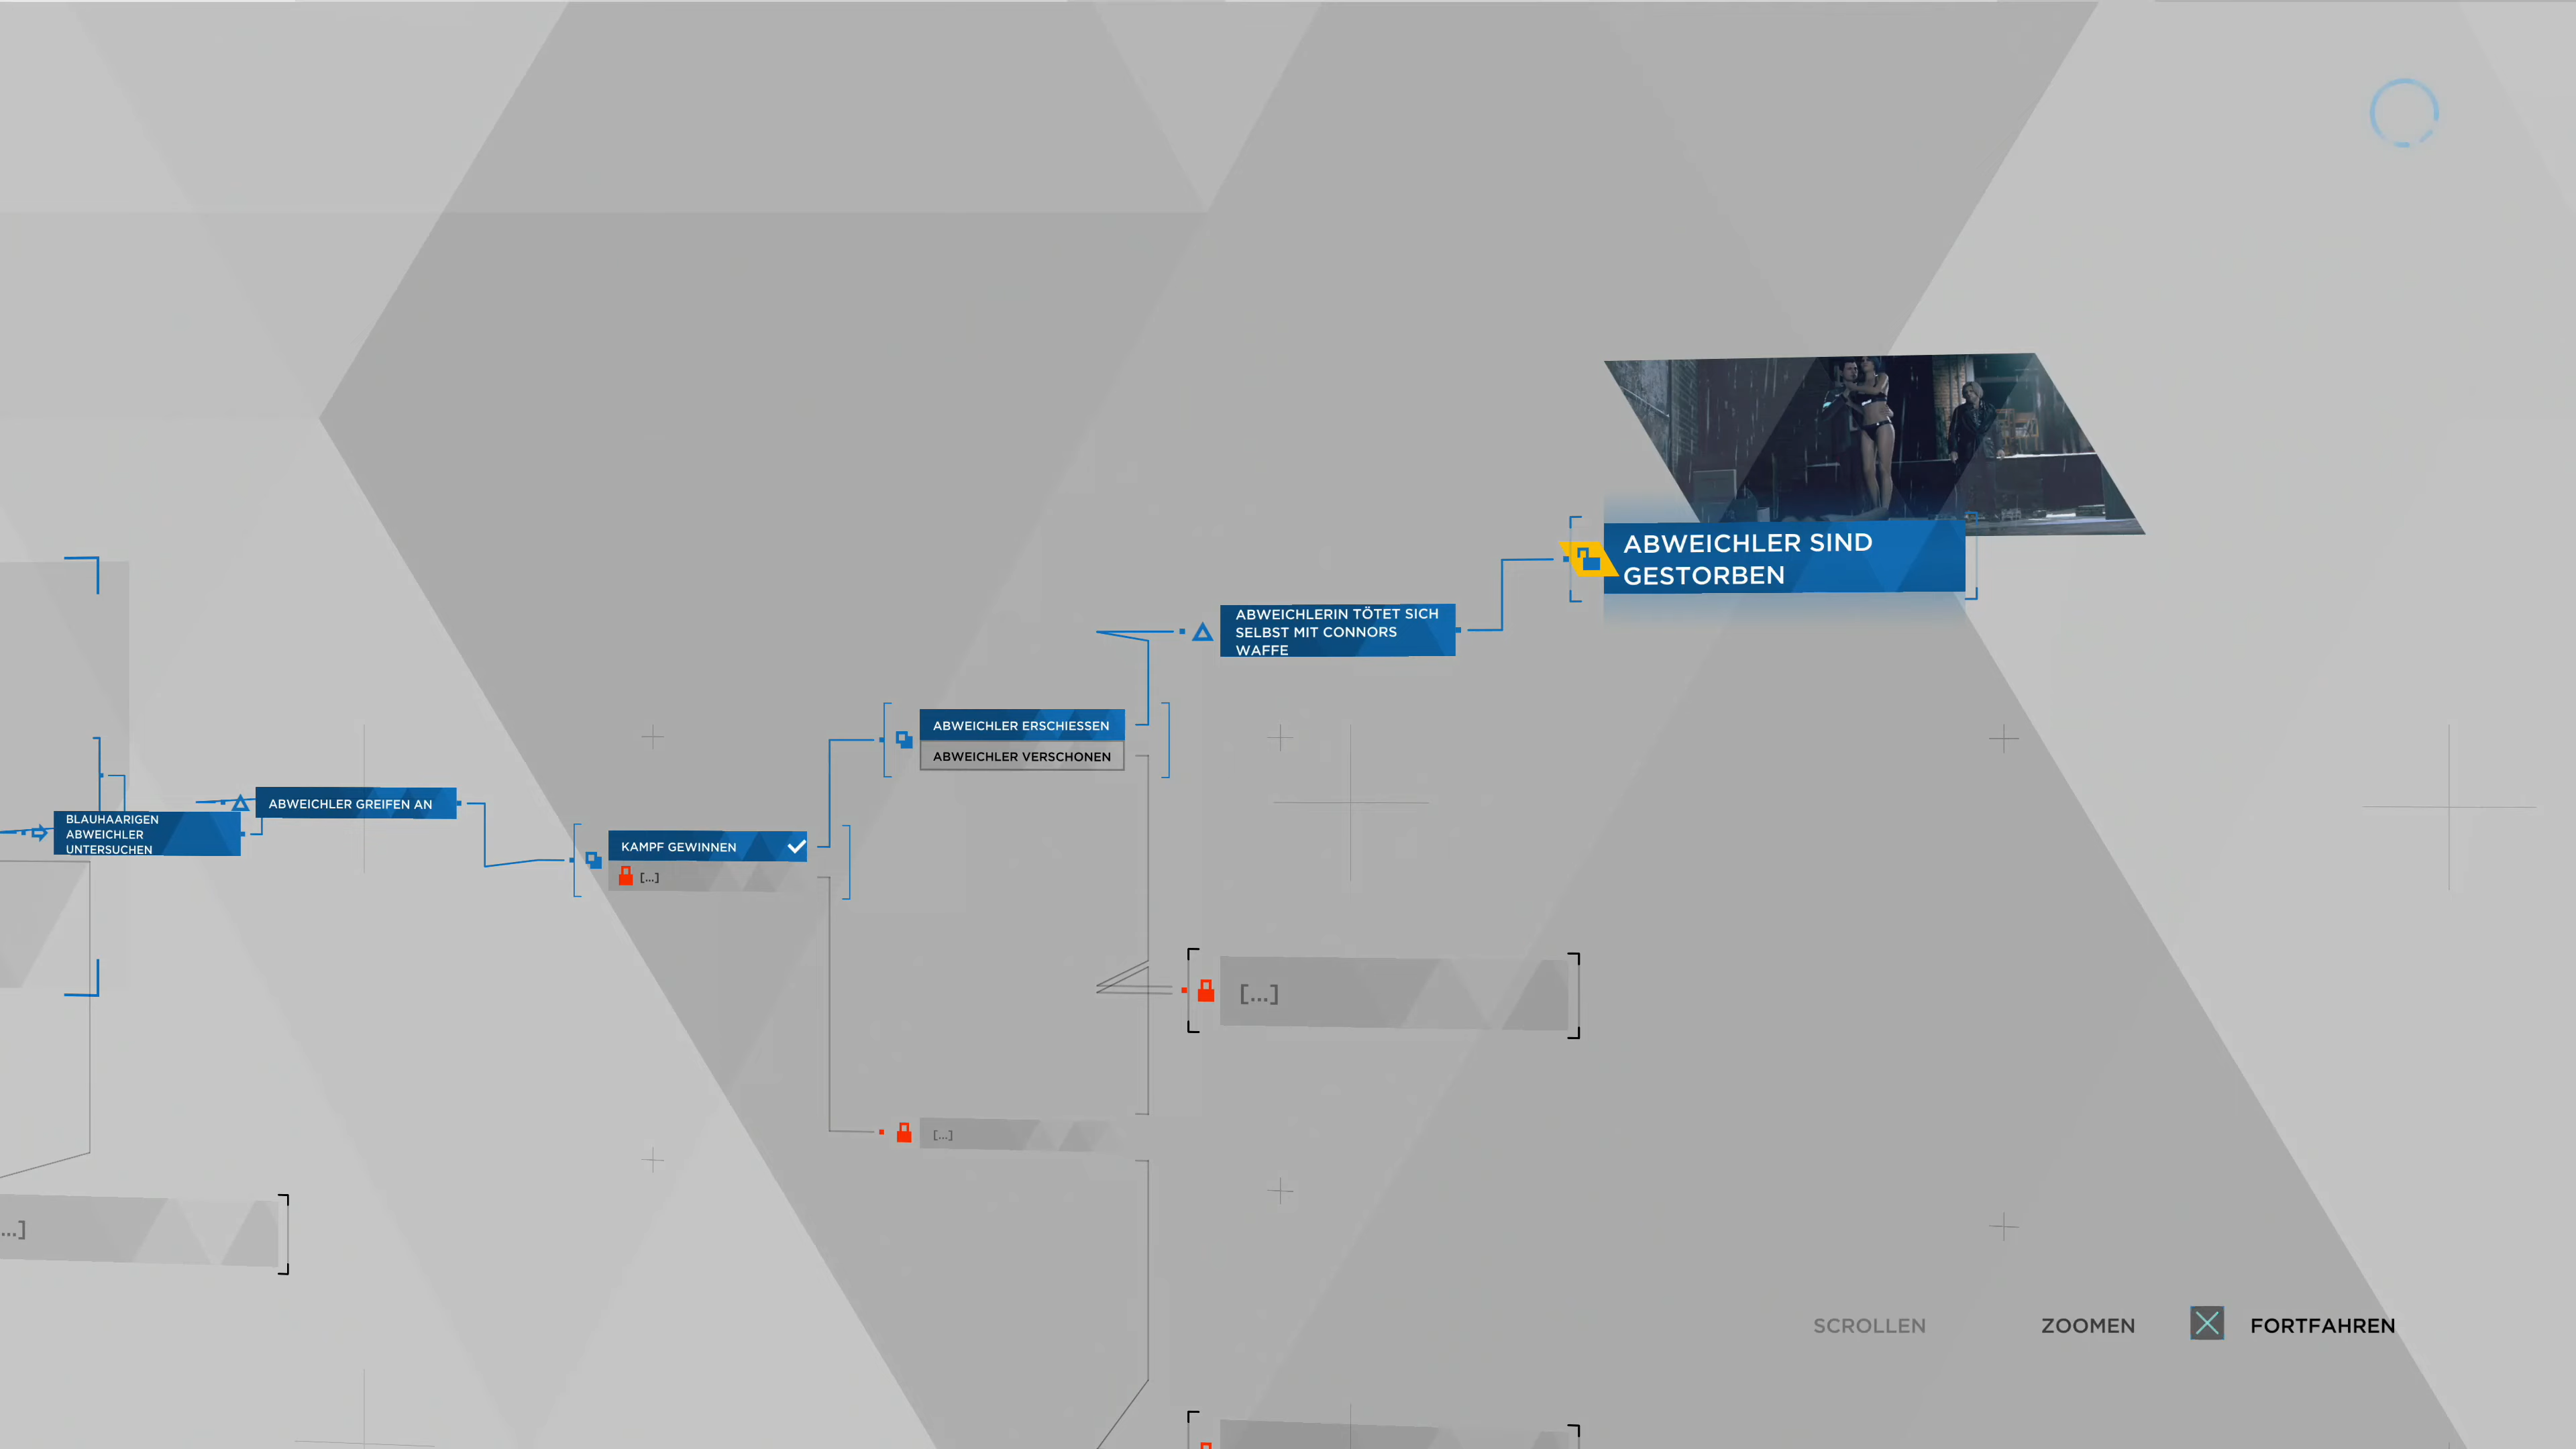 ABWEICHLER SIND
GESTORBEN
ABWEICHLERIN TÖTET SICH
SELBST MIT CONNORS
WAFFE
ABWEICHLER ERSCHIESSEN
ABWEICHLER VERSCHONEN
ABWEICHLER GREIFEN AN
BLAUHAARIGEN
ABWEICHLER
UNTERSUCHEN
KAMPF GEWINNEN
[...]
[...]
[...]
...]
SCROLLEN
ZOOMEN
FORTFAHREN